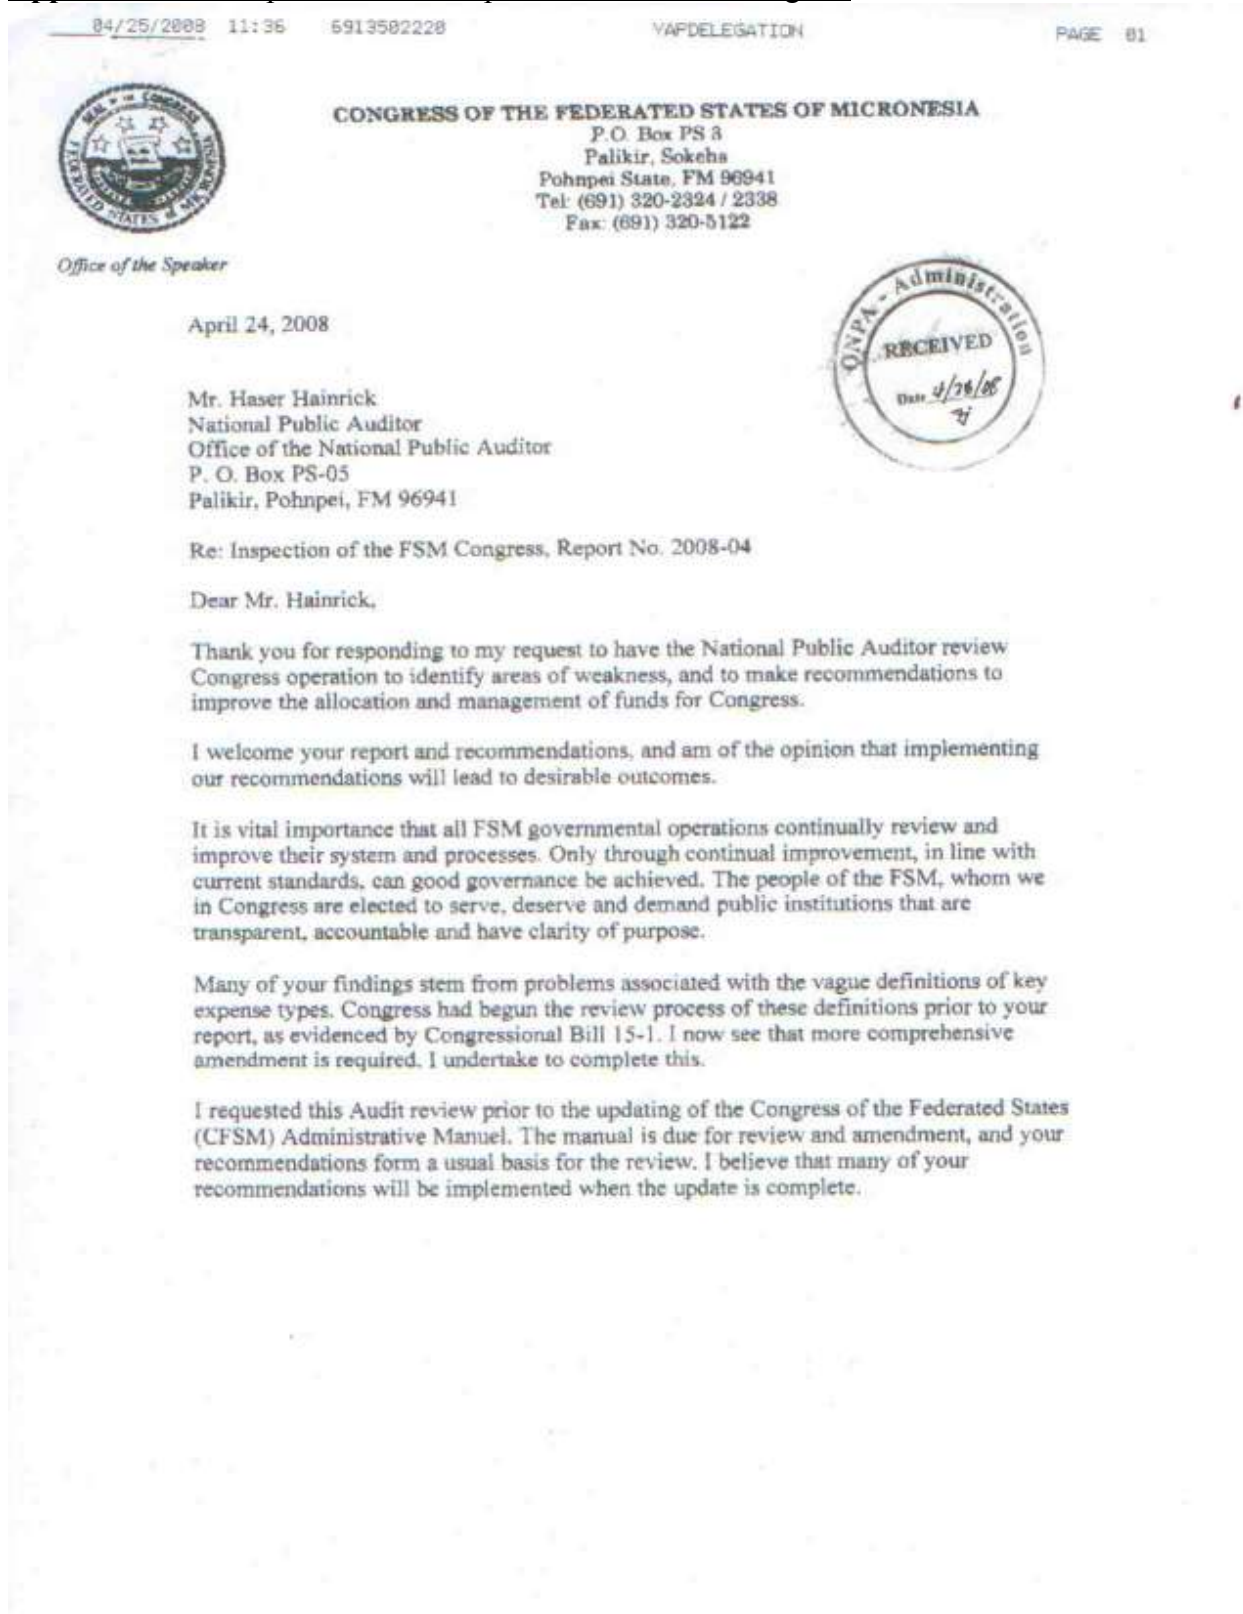 04/25/2008 11:36 6913502220 YAPDELEGATION PAGE 01
CONGRESS OF THE FEDERATED STATES OF MICRONESIA
P.O. Box PS 3
Palikir, Sokehs
Pohnpei State, FM 96941
Tel: (691) 320-2324 / 2338
Fax: (691) 320-5122
Office of the Speaker
ONPA - Administration
RECEIVED
Date 4/28/08
April 24, 2008
Mr. Haser Hainrick
National Public Auditor
Office of the National Public Auditor
P. O. Box PS-05
Palikir, Pohnpei, FM 96941
Re: Inspection of the FSM Congress, Report No. 2008-04
Dear Mr. Hainrick,
Thank you for responding to my request to have the National Public Auditor review
Congress operation to identify areas of weakness, and to make recommendations to
improve the allocation and management of funds for Congress.
I welcome your report and recommendations, and am of the opinion that implementing
our recommendations will lead to desirable outcomes.
It is vital importance that all FSM governmental operations continually review and
improve their system and processes. Only through continual improvement, in line with
current standards, can good governance be achieved. The people of the FSM, whom we
in Congress are elected to serve, deserve and demand public institutions that are
transparent, accountable and have clarity of purpose.
Many of your findings stem from problems associated with the vague definitions of key
expense types. Congress had begun the review process of these definitions prior to your
report, as evidenced by Congressional Bill 15-1. I now see that more comprehensive
amendment is required. I undertake to complete this.
I requested this Audit review prior to the updating of the Congress of the Federated States
(CFSM) Administrative Manuel. The manual is due for review and amendment, and your
recommendations form a usual basis for the review. I believe that many of your
recommendations will be implemented when the update is complete.